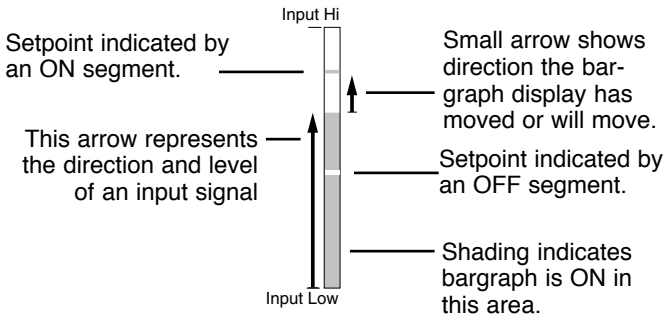 Input Hi
Setpoint indicated by
an ON segment.
Small arrow shows
direction the bar-
graph display has
moved or will move.
This arrow represents
the direction and level
of an input signal
Setpoint indicated by
an OFF segment.
Shading indicates
bargraph is ON in
this area.
Input Low